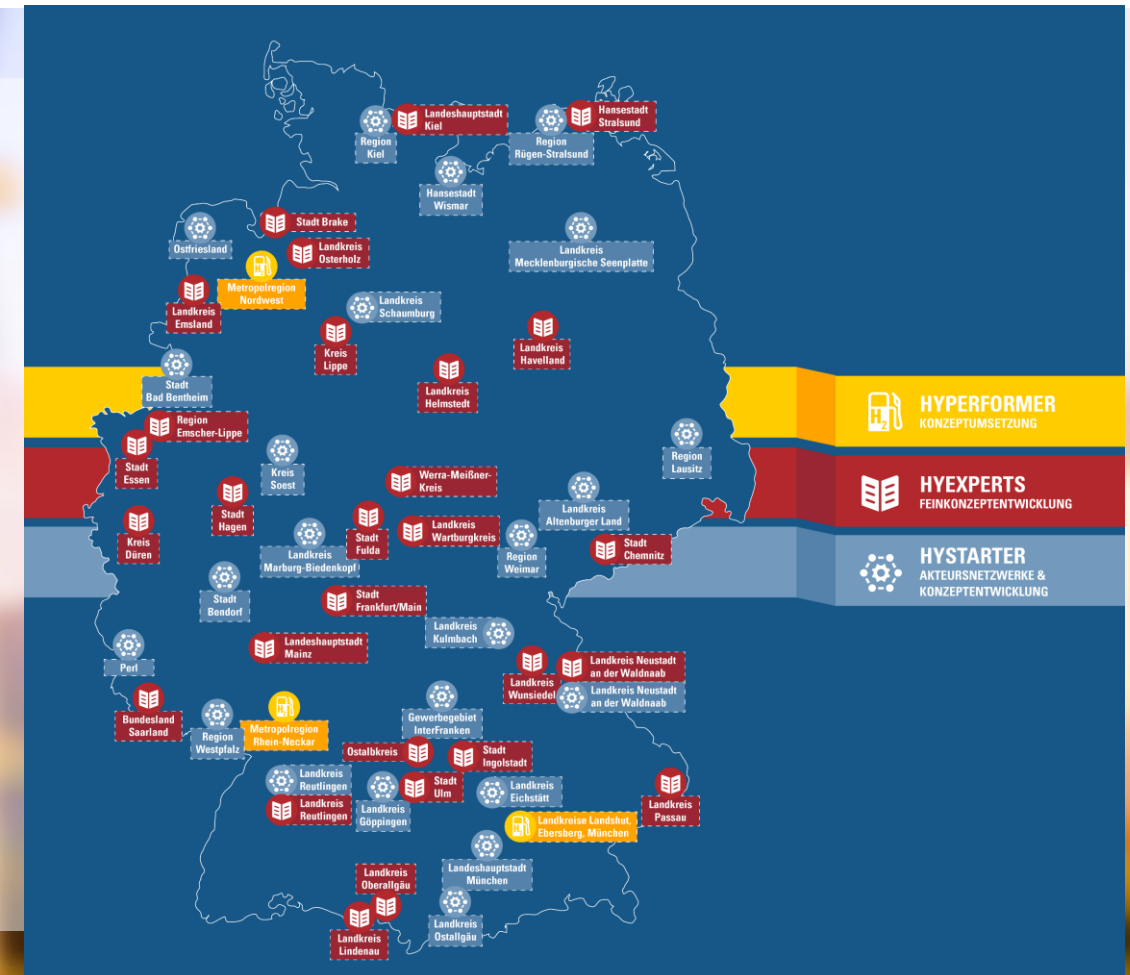 Landeshauptstadt
Kiel
Hansestadt
Stralsund
Region
Kiel
Region
Rügen-Stralsund
Hansestadt
Wismar
Stadt Brake
Ostfriesland
Landkreis
Osterholz
Landkreis
Mecklenburgische Seenplatte
Metropolregion
Nordwest
Landkreis
Emsland
Landkreis
Schaumburg
Kreis
Lippe
Landkreis
Havelland
Stadt
Bad Bentheim
Landkreis
Helmstedt
H2
HYPERFORMER
KONZEPTUMSETZUNG
Region
Emscher-Lippe
Stadt
Essen
Region
Lausitz
Kreis
Soest
Werra-Meißner-
Kreis
HYEXPERTS
FEINKONZEPTENTWICKLUNG
Stadt
Hagen
Landkreis
Altenburger Land
Kreis
Düren
Stadt
Fulda
Landkreis
Wartburgkreis
Landkreis
Marburg-Biedenkopf
Region
Weimar
Stadt
Chemnitz
HYSTARTER
AKTEURSNETZWERKE &
KONZEPTENTWICKLUNG
Stadt
Bendorf
Stadt
Frankfurt/Main
Landkreis
Kulmbach
Landeshauptstadt
Mainz
Perl
Landkreis
Wunsiedel
Landkreis Neustadt
an der Waldnaab
Landkreis Neustadt
an der Waldnaab
Bundesland
Saarland
Region
Westpfalz
Metropolregion
Rhein-Neckar
Gewerbegebiet
InterFranken
Ostalbkreis
Stadt
Ingolstadt
Landkreis
Reutlingen
Landkreis
Reutlingen
Landkreis
Göppingen
Stadt
Ulm
Landkreis
Eichstätt
Landkreis
Passau
Landkreise Landshut,
Ebersberg, München
Landeshauptstadt
München
Landkreis
Oberallgäu
Landkreis
Lindenau
Landkreis
Ostallgäu